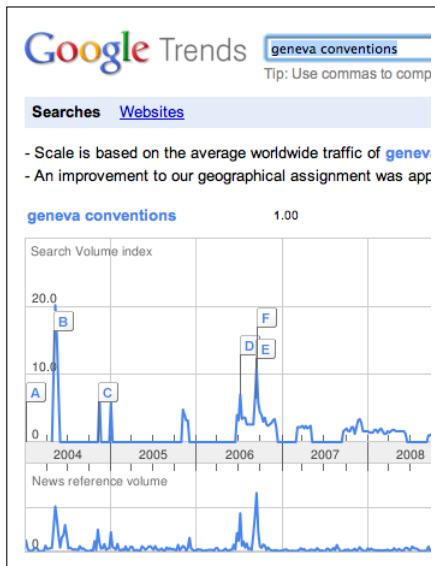 Google Trends
geneva conventions
Tip: Use commas to comp
Searches Websites
- Scale is based on the average worldwide traffic of geneva
- An improvement to our geographical assignment was app
geneva conventions 1.00
Search Volume index
20.0
B
F
D E
10.0
A C
0
2004 2005 2006 2007 2008
News reference volume
0